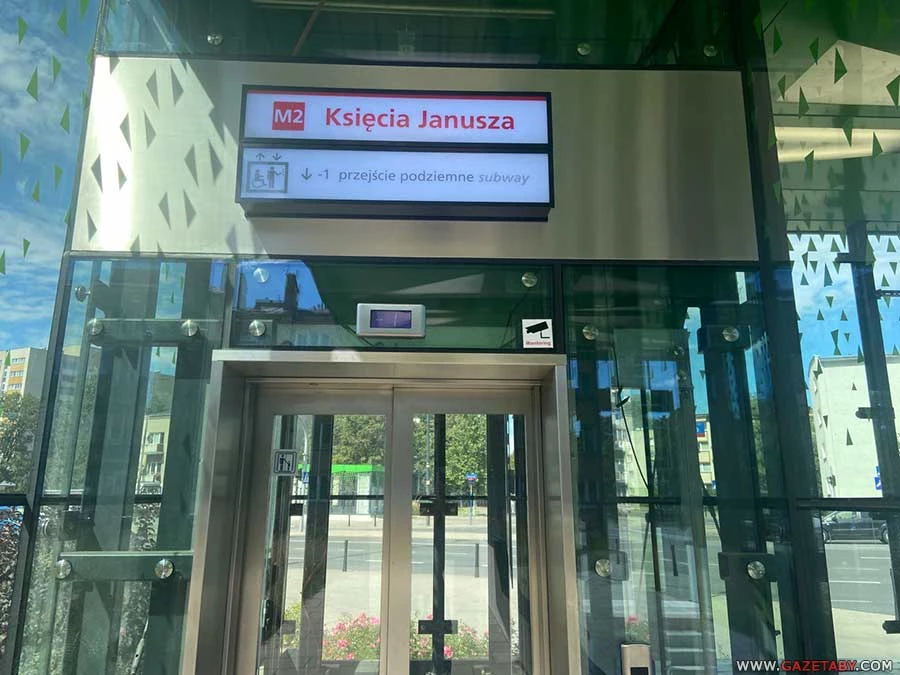 M2 Księcia Janusza
↓ -1 przejście podziemne subway
Monitoring
WWW.GAZETABY.COM